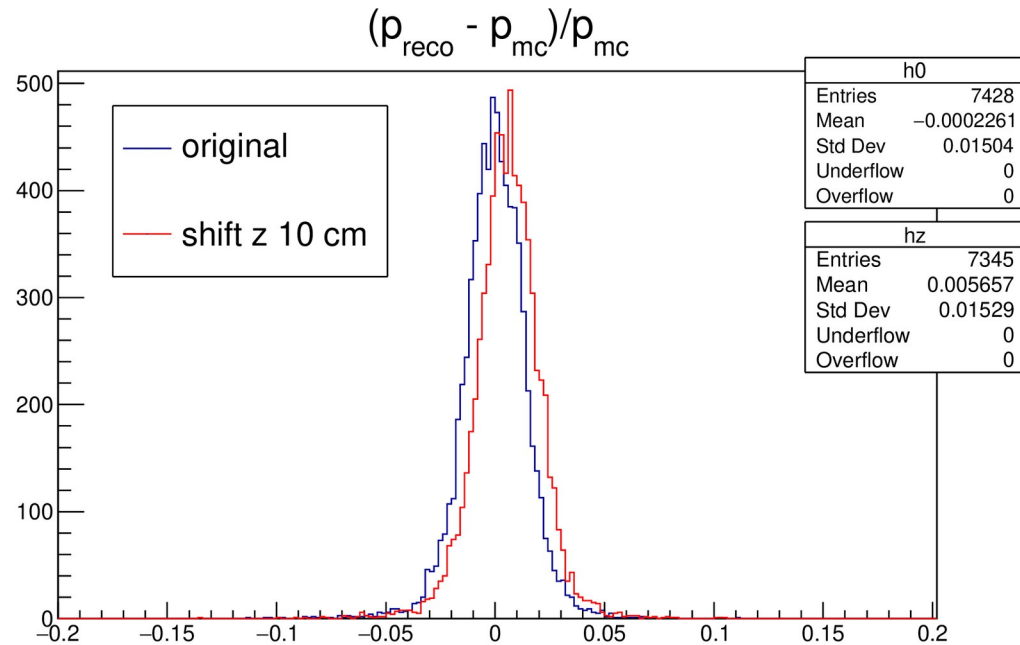 (p_reco - p_mc)/p_mc
500
400
300
200
100
0
−0.2 −0.15 −0.1 −0.05 0 0.05 0.1 0.15 0.2
original
shift z 10 cm
h0
Entries 7428
Mean −0.0002261
Std Dev 0.01504
Underflow 0
Overflow 0
hz
Entries 7345
Mean 0.005657
Std Dev 0.01529
Underflow 0
Overflow 0